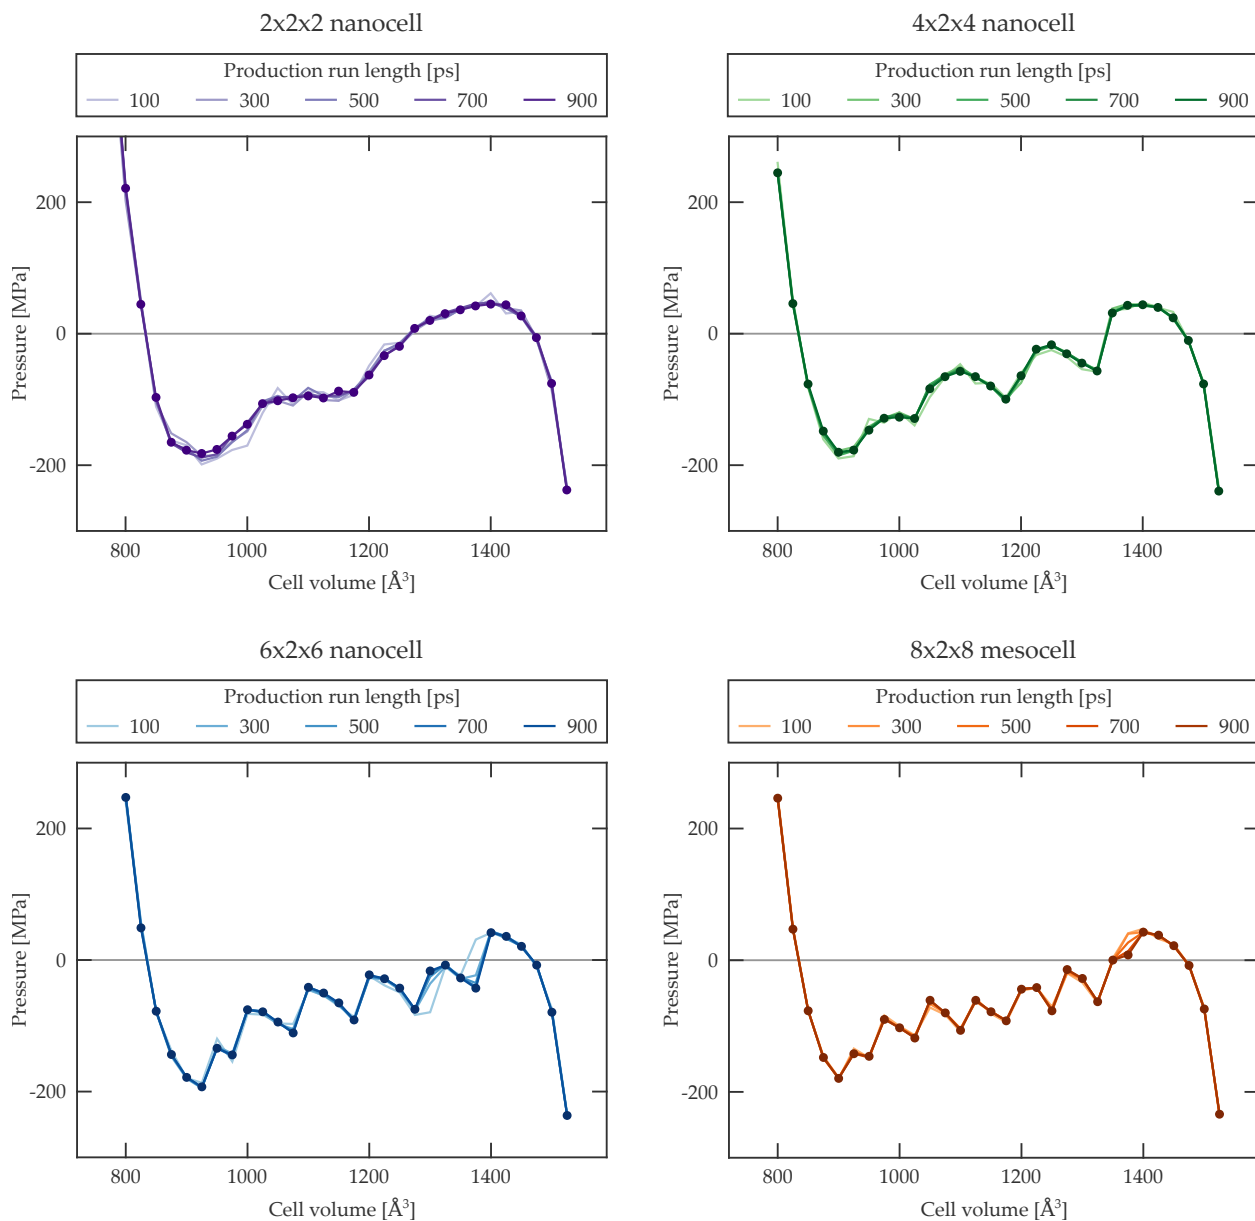 2x2x2 nanocell
Production run length [ps]
100 300 500 700 900
Pressure [MPa]
200
0
-200
800 1000 1200 1400
Cell volume [Å³]
4x2x4 nanocell
Production run length [ps]
100 300 500 700 900
Pressure [MPa]
200
0
-200
800 1000 1200 1400
Cell volume [Å³]
6x2x6 nanocell
Production run length [ps]
100 300 500 700 900
Pressure [MPa]
200
0
-200
800 1000 1200 1400
Cell volume [Å³]
8x2x8 mesocell
Production run length [ps]
100 300 500 700 900
Pressure [MPa]
200
0
-200
800 1000 1200 1400
Cell volume [Å³]